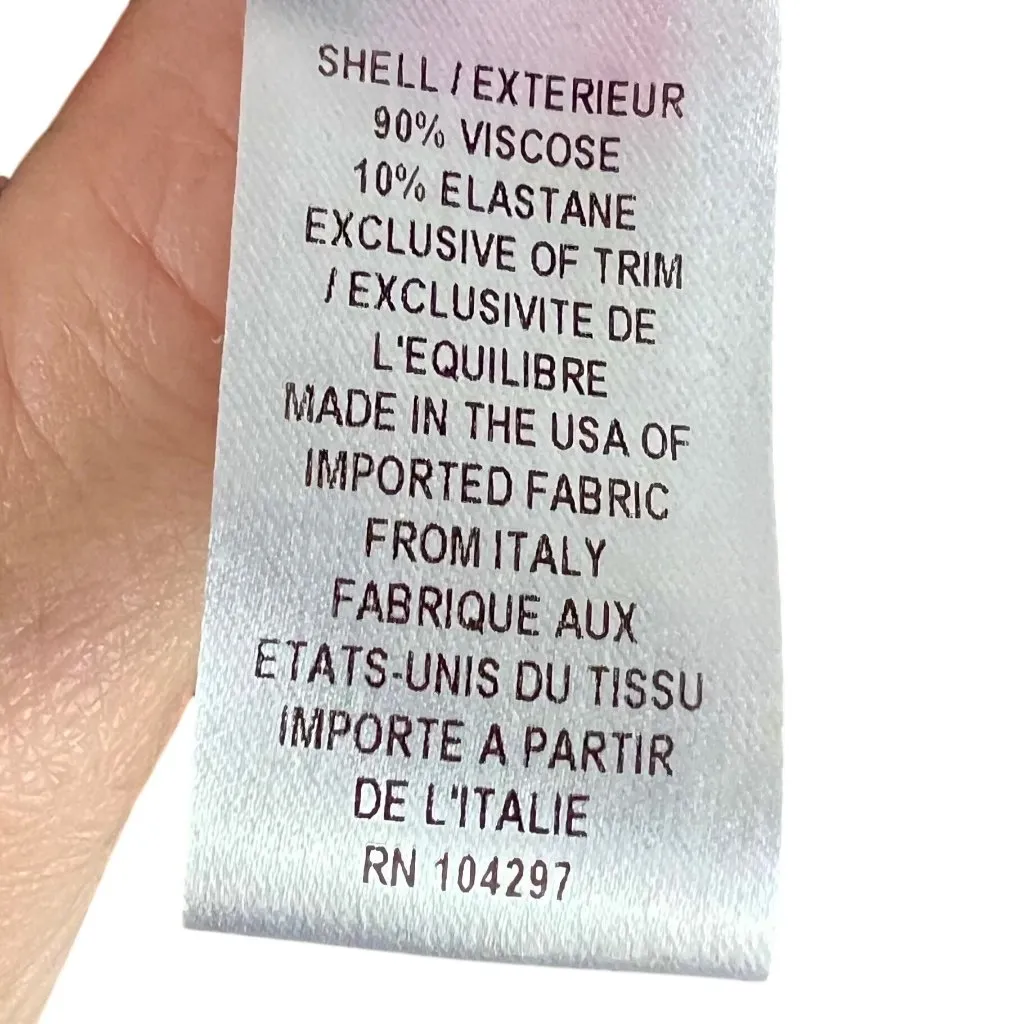 SHELL / EXTERIEUR
90% VISCOSE
10% ELASTANE
EXCLUSIVE OF TRIM
/ EXCLUSIVITE DE
L'EQUILIBRE
MADE IN THE USA OF
IMPORTED FABRIC
FROM ITALY
FABRIQUE AUX
ETATS-UNIS DU TISSU
IMPORTE A PARTIR
DE L'ITALIE
RN 104297